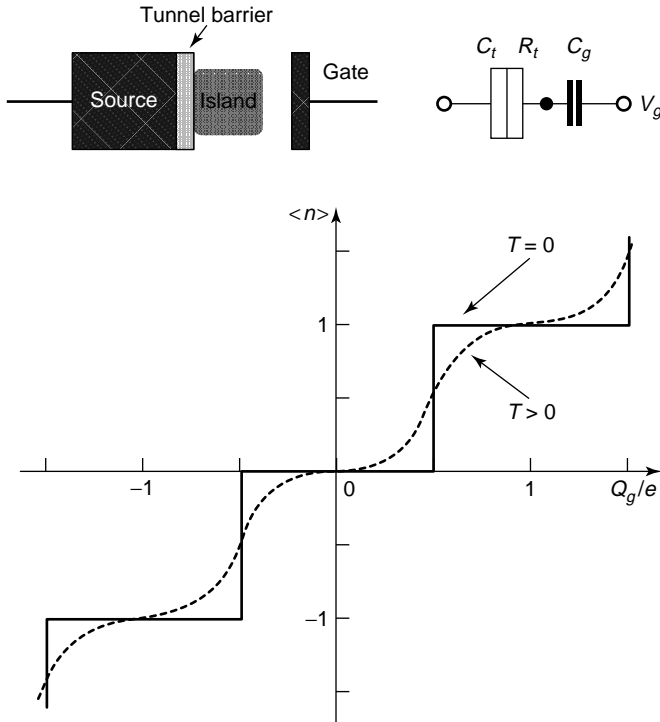 Tunnel barrier
Source
Island
Gate
C_t R_t C_g
V_g
<n>
T = 0
1
T > 0
−1 0 1 Q_g/e
−1